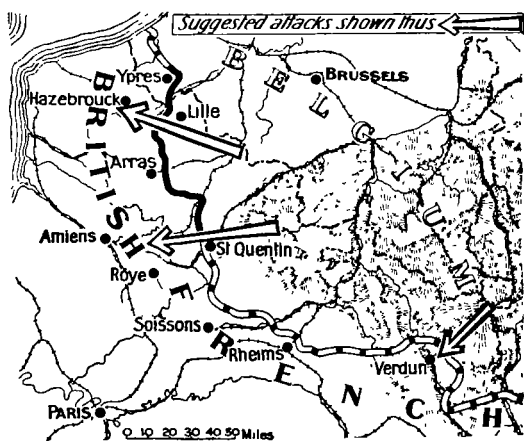 Suggested attacks shown thus
BELGIUM
BRITISH
FRENCH
Ypres
BRUSSELS
Hazebrouck
Lille
Arras
Amiens
St Quentin
Roye
Soissons
Rheims
Verdun
PARIS
0 10 20 30 40 50 Miles